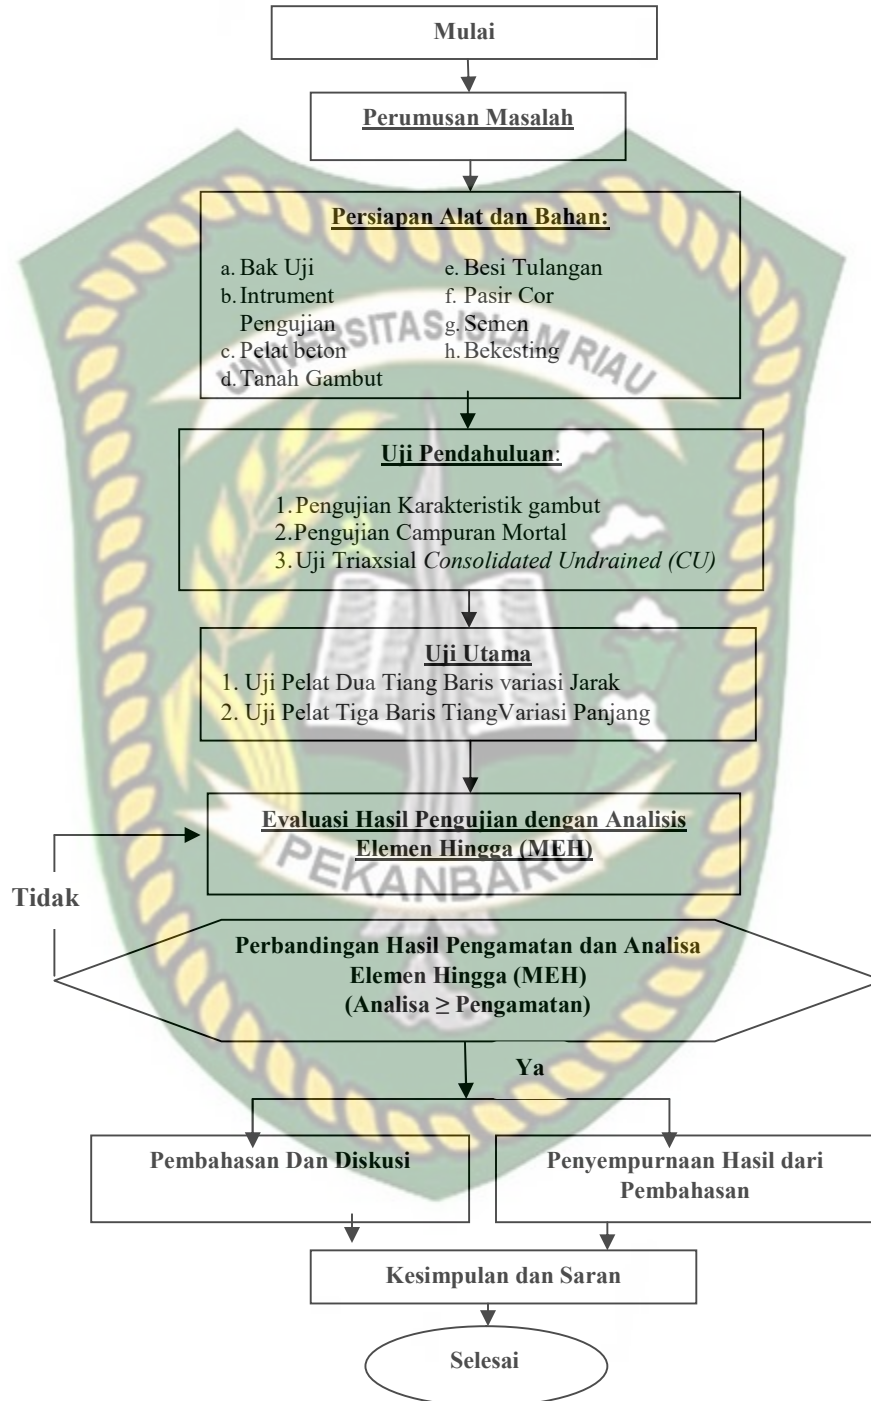 Mulai
Perumusan Masalah
Persiapan Alat dan Bahan:
a. Bak Uji
b. Intrument
Pengujian
c. Pelat beton
d. Tanah Gambut
e. Besi Tulangan
f. Pasir Cor
g. Semen
h. Bekesting
UNIVERSITAS ISLAM RIAU
Uji Pendahuluan:
1. Pengujian Karakteristik gambut
2. Pengujian Campuran Mortal
3. Uji Triaxsial Consolidated Undrained (CU)
Uji Utama
1. Uji Pelat Dua Tiang Baris variasi Jarak
2. Uji Pelat Tiga Baris TiangVariasi Panjang
Evaluasi Hasil Pengujian dengan Analisis
Elemen Hingga (MEH)
PEKANBARU
Tidak
Perbandingan Hasil Pengamatan dan Analisa
Elemen Hingga (MEH)
(Analisa ≥ Pengamatan)
Ya
Pembahasan Dan Diskusi
Penyempurnaan Hasil dari
Pembahasan
Kesimpulan dan Saran
Selesai